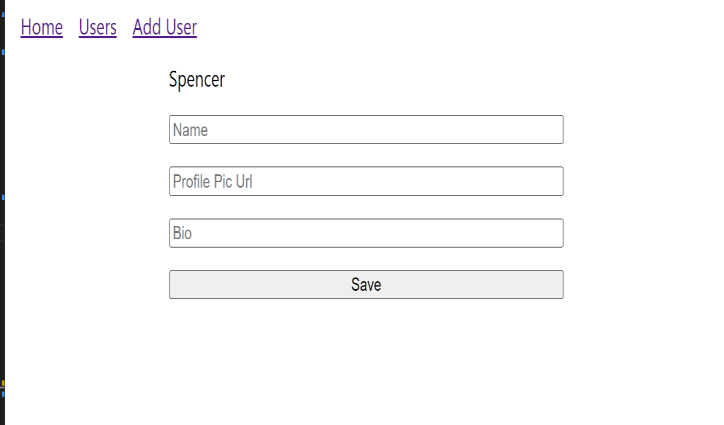 Home Users Add User
Spencer
Name
Profile Pic Url
Bio
Save